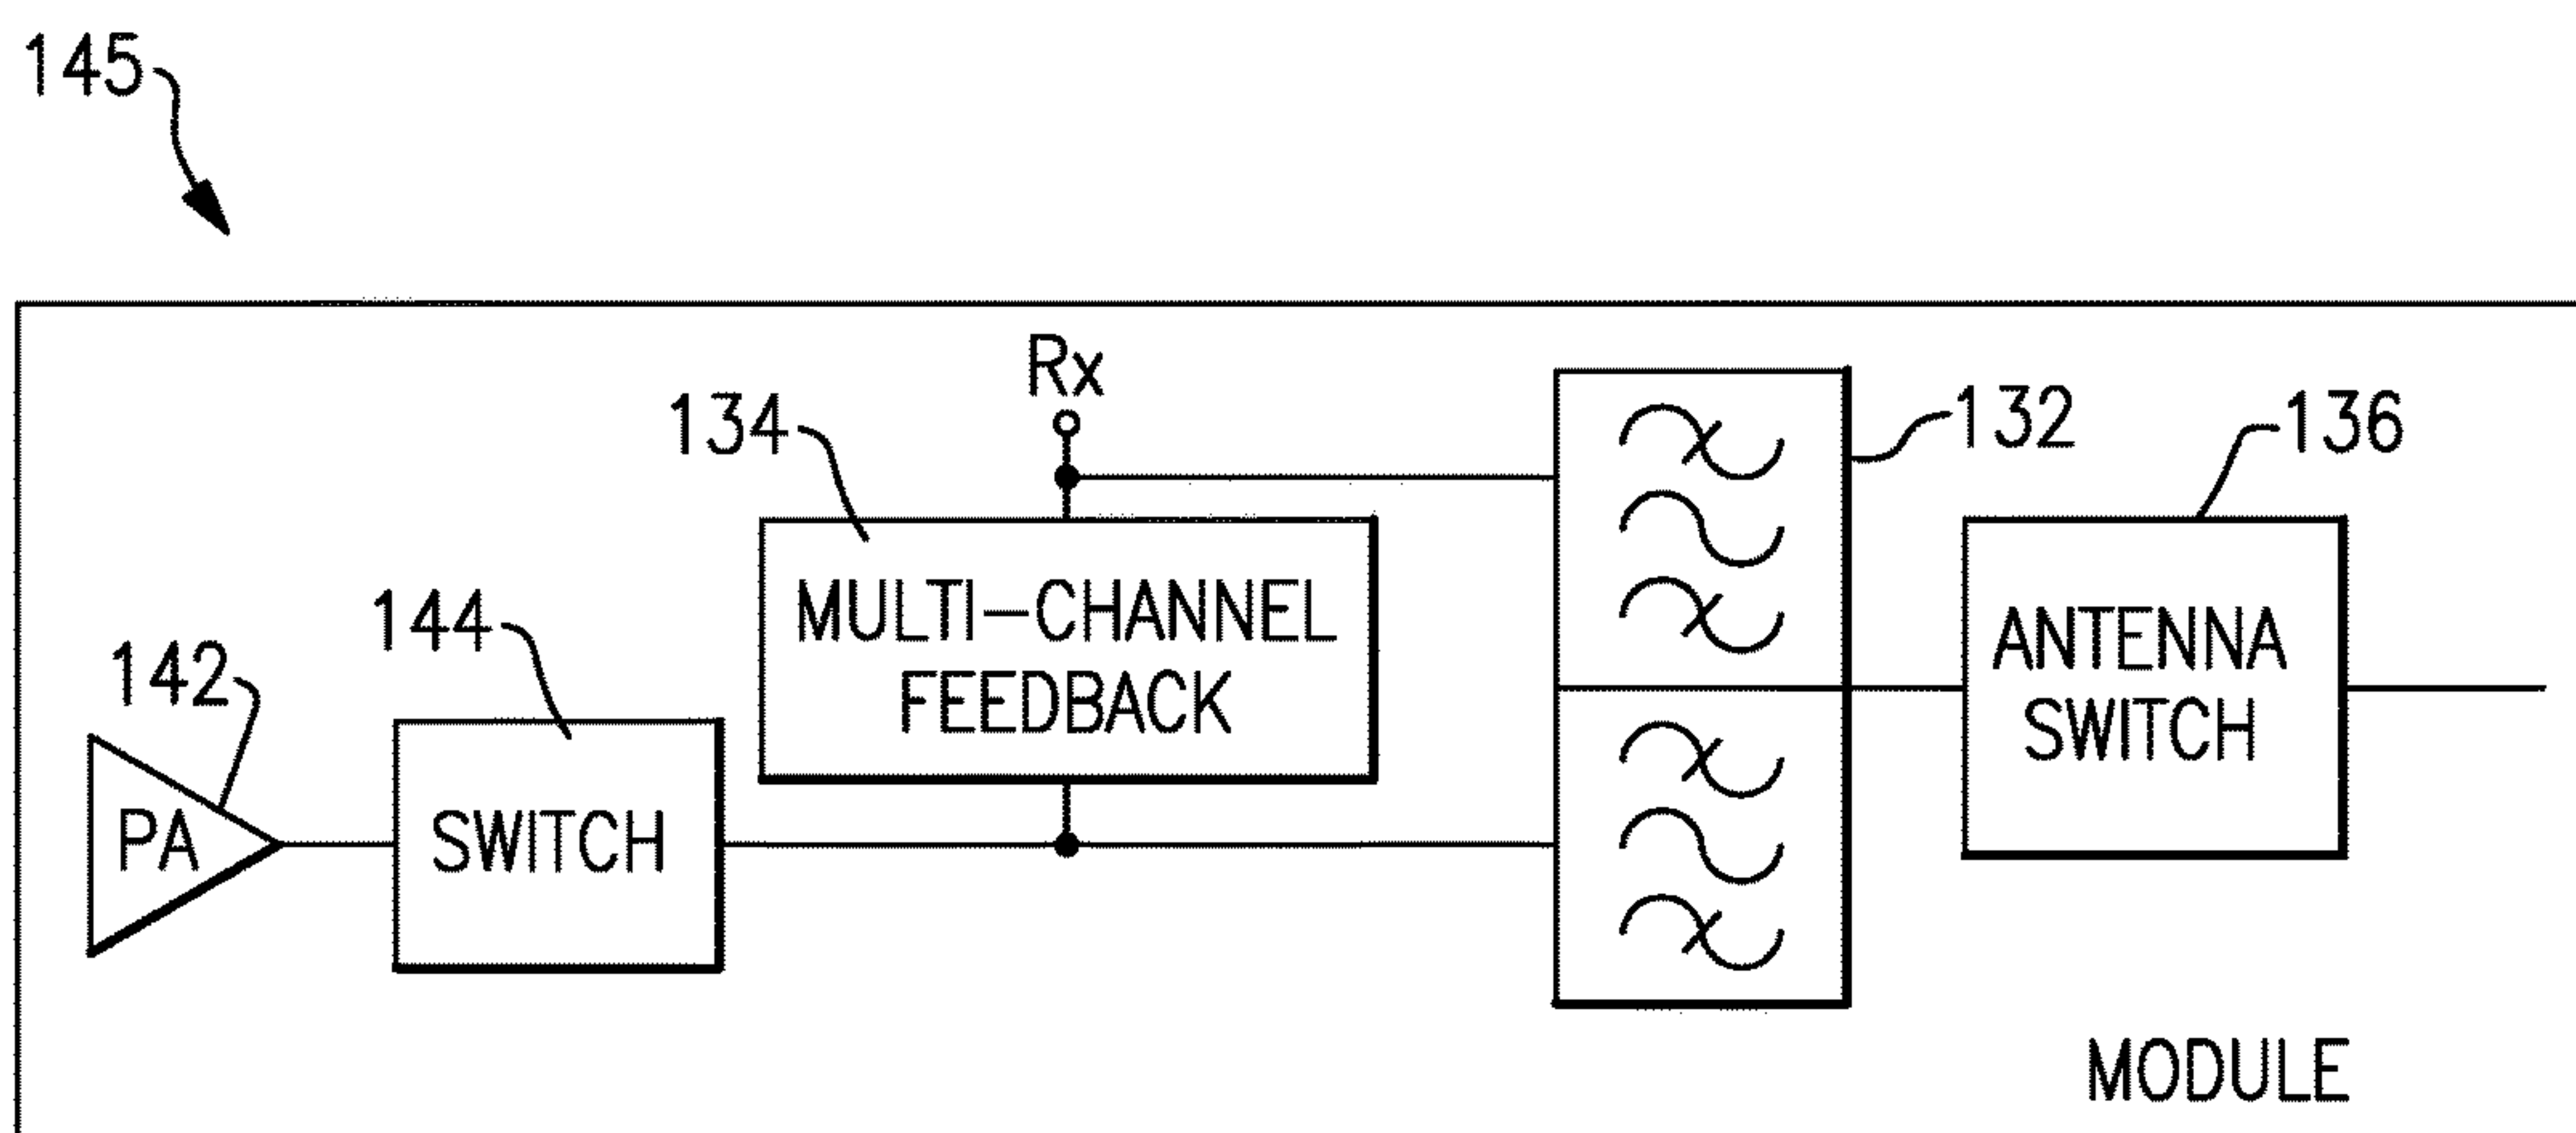 145
Rx
134
132
136
MULTI-CHANNEL
FEEDBACK
144
142
ANTENNA
SWITCH
PA
SWITCH
MODULE